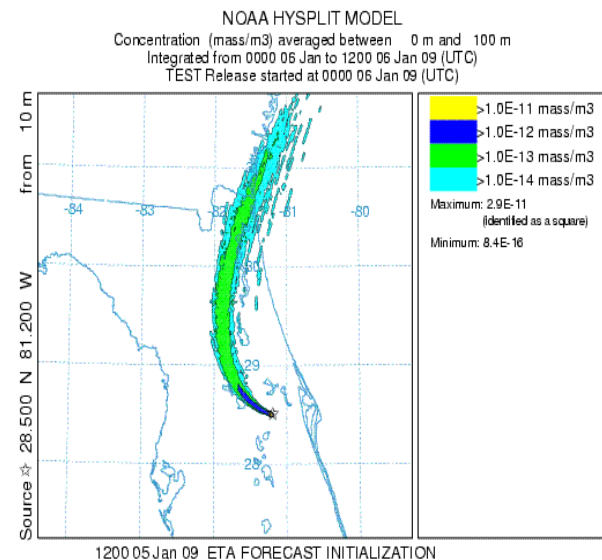 NOAA HYSPLIT MODEL
Concentration (mass/m3) averaged between 0 m and 100 m
Integrated from 0000 06 Jan to 1200 06 Jan 09 (UTC)
TEST Release started at 0000 06 Jan 09 (UTC)
Source ☆ 28.500 N 81.200 W from 10 m
-84 -83 -82 -81 -80
30
29
28
>1.0E-11 mass/m3
>1.0E-12 mass/m3
>1.0E-13 mass/m3
>1.0E-14 mass/m3
Maximum: 2.9E-11
(identified as a square)
Minimum: 8.4E-16
1200 05 Jan 09 ETA FORECAST INITIALIZATION